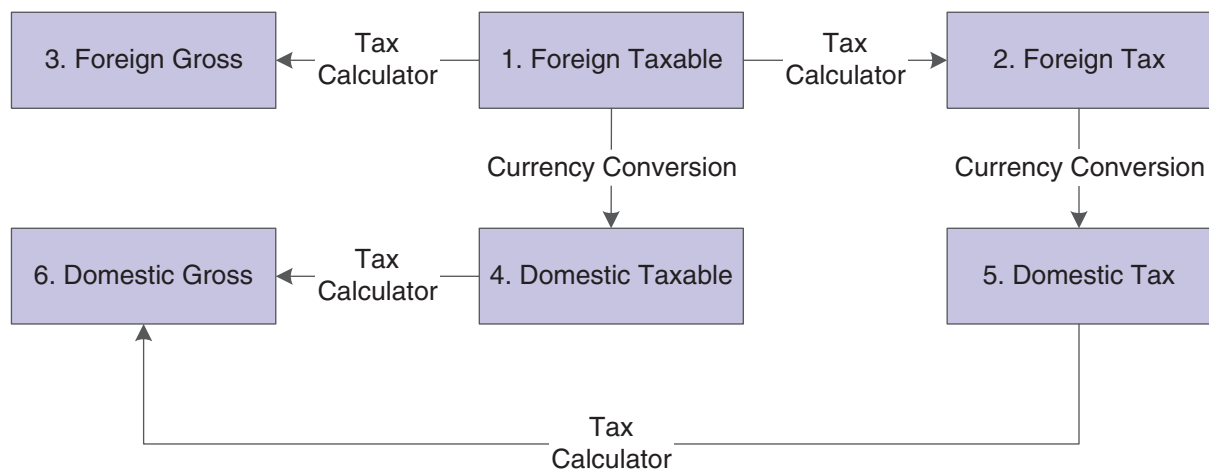 3. Foreign Gross
Tax
Calculator
1. Foreign Taxable
Tax
Calculator
2. Foreign Tax
Currency Conversion
Currency Conversion
6. Domestic Gross
Tax
Calculator
4. Domestic Taxable
5. Domestic Tax
Tax
Calculator